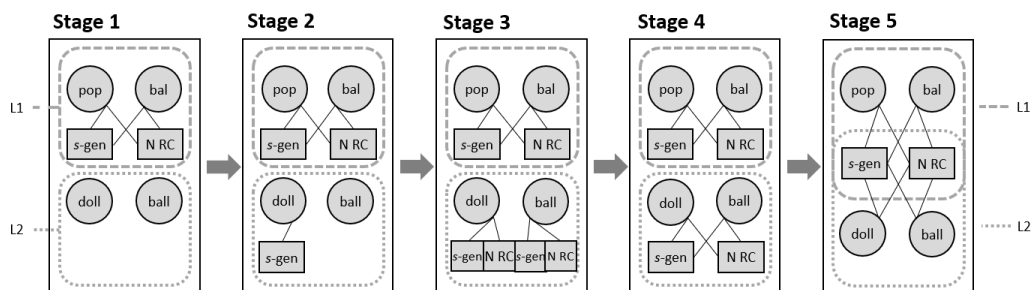 Stage 1
Stage 2
Stage 3
Stage 4
Stage 5
pop bal
pop bal
pop bal
pop bal
pop bal
L1
L1
s-gen N RC
s-gen N RC
s-gen N RC
s-gen N RC
s-gen N RC
doll ball
doll ball
doll ball
doll ball
doll ball
L2
L2
s-gen
s-gen N RC s-gen N RC
s-gen N RC